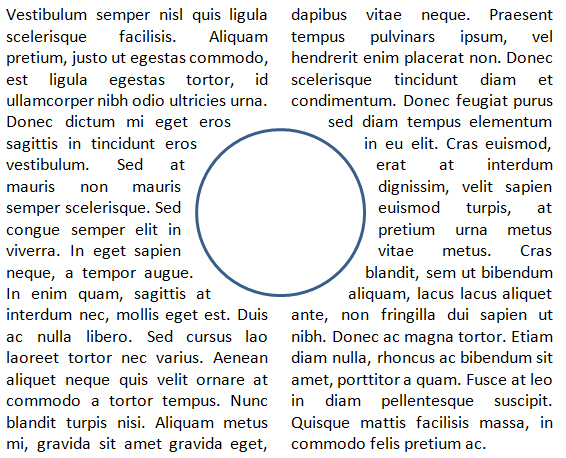 Vestibulum semper nisl quis ligula
scelerisque facilisis. Aliquam
pretium, justo ut egestas commodo,
est ligula egestas tortor, id
ullamcorper nibh odio ultricies urna.
Donec dictum mi eget eros
sagittis in tincidunt eros
vestibulum. Sed at
mauris non mauris
semper scelerisque. Sed
congue semper elit in
viverra. In eget sapien
neque, a tempor augue.
In enim quam, sagittis at
interdum nec, mollis eget est. Duis
ac nulla libero. Sed cursus lao
laoreet tortor nec varius. Aenean
aliquet neque quis velit ornare at
commodo a tortor tempus. Nunc
blandit turpis nisi. Aliquam metus
mi, gravida sit amet gravida eget,
dapibus vitae neque. Praesent
tempus pulvinars ipsum, vel
hendrerit enim placerat non. Donec
scelerisque tincidunt diam et
condimentum. Donec feugiat purus
sed diam tempus elementum
in eu elit. Cras euismod,
erat at interdum
dignissim, velit sapien
euismod turpis, at
pretium urna metus
vitae metus. Cras
blandit, sem ut bibendum
aliquam, lacus lacus aliquet
ante, non fringilla dui sapien ut
nibh. Donec ac magna tortor. Etiam
diam nulla, rhoncus ac bibendum sit
amet, porttitor a quam. Fusce at leo
in diam pellentesque suscipit.
Quisque mattis facilisis massa, in
commodo felis pretium ac.